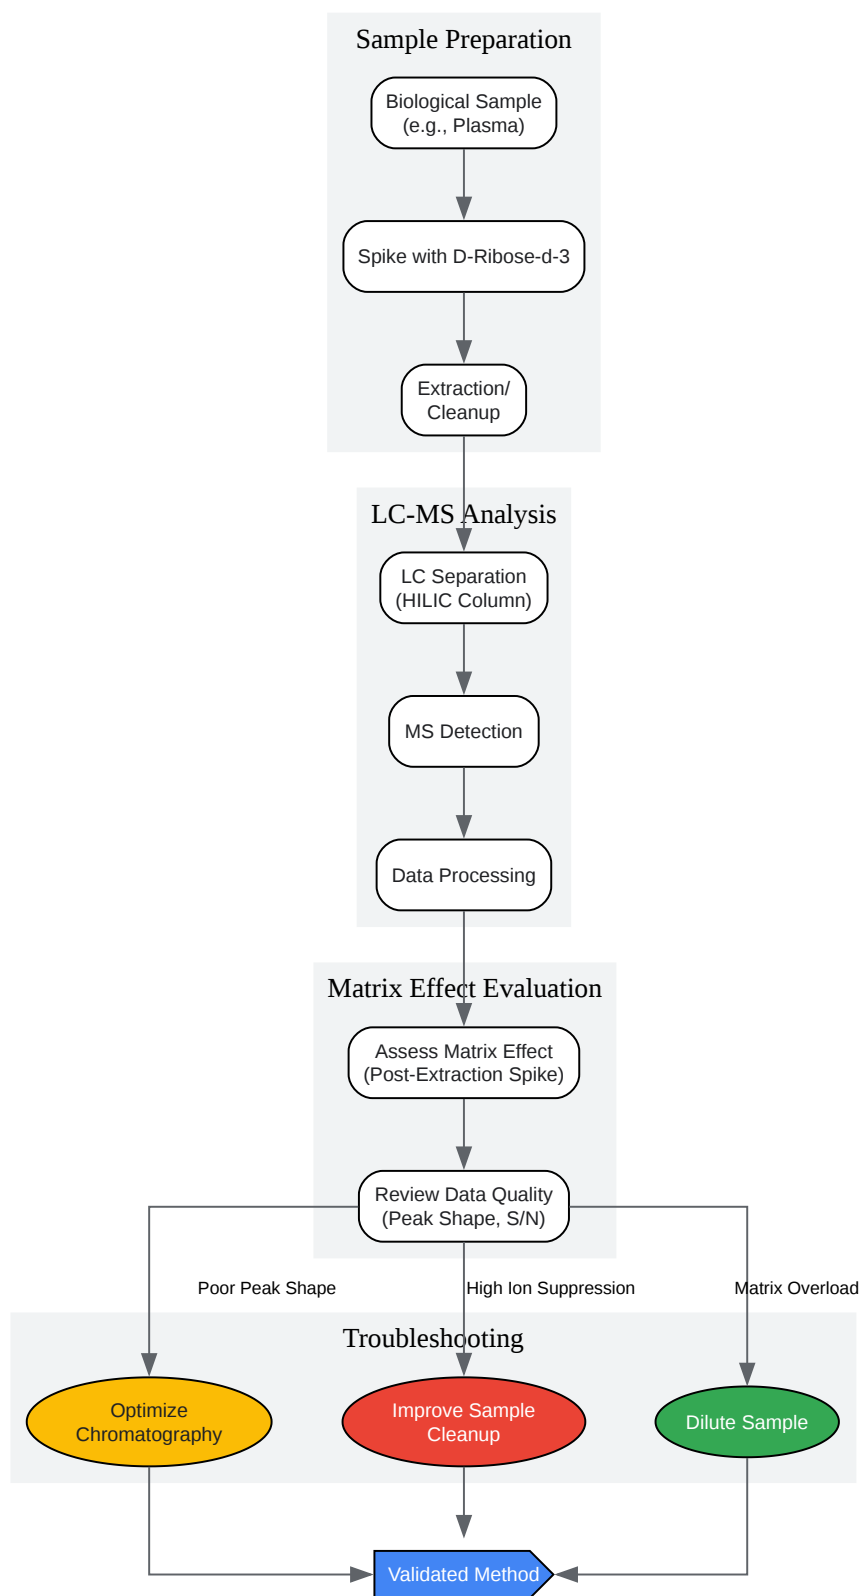 Sample Preparation
Biological Sample
(e.g., Plasma)
Spike with D-Ribose-d-3
Extraction/
Cleanup
LC-MS Analysis
LC Separation
(HILIC Column)
MS Detection
Data Processing
Matrix Effect Evaluation
Assess Matrix Effect
(Post-Extraction Spike)
Review Data Quality
(Peak Shape, S/N)
Poor Peak Shape
High Ion Suppression
Matrix Overload
Troubleshooting
Optimize
Chromatography
Improve Sample
Cleanup
Dilute Sample
Validated Method